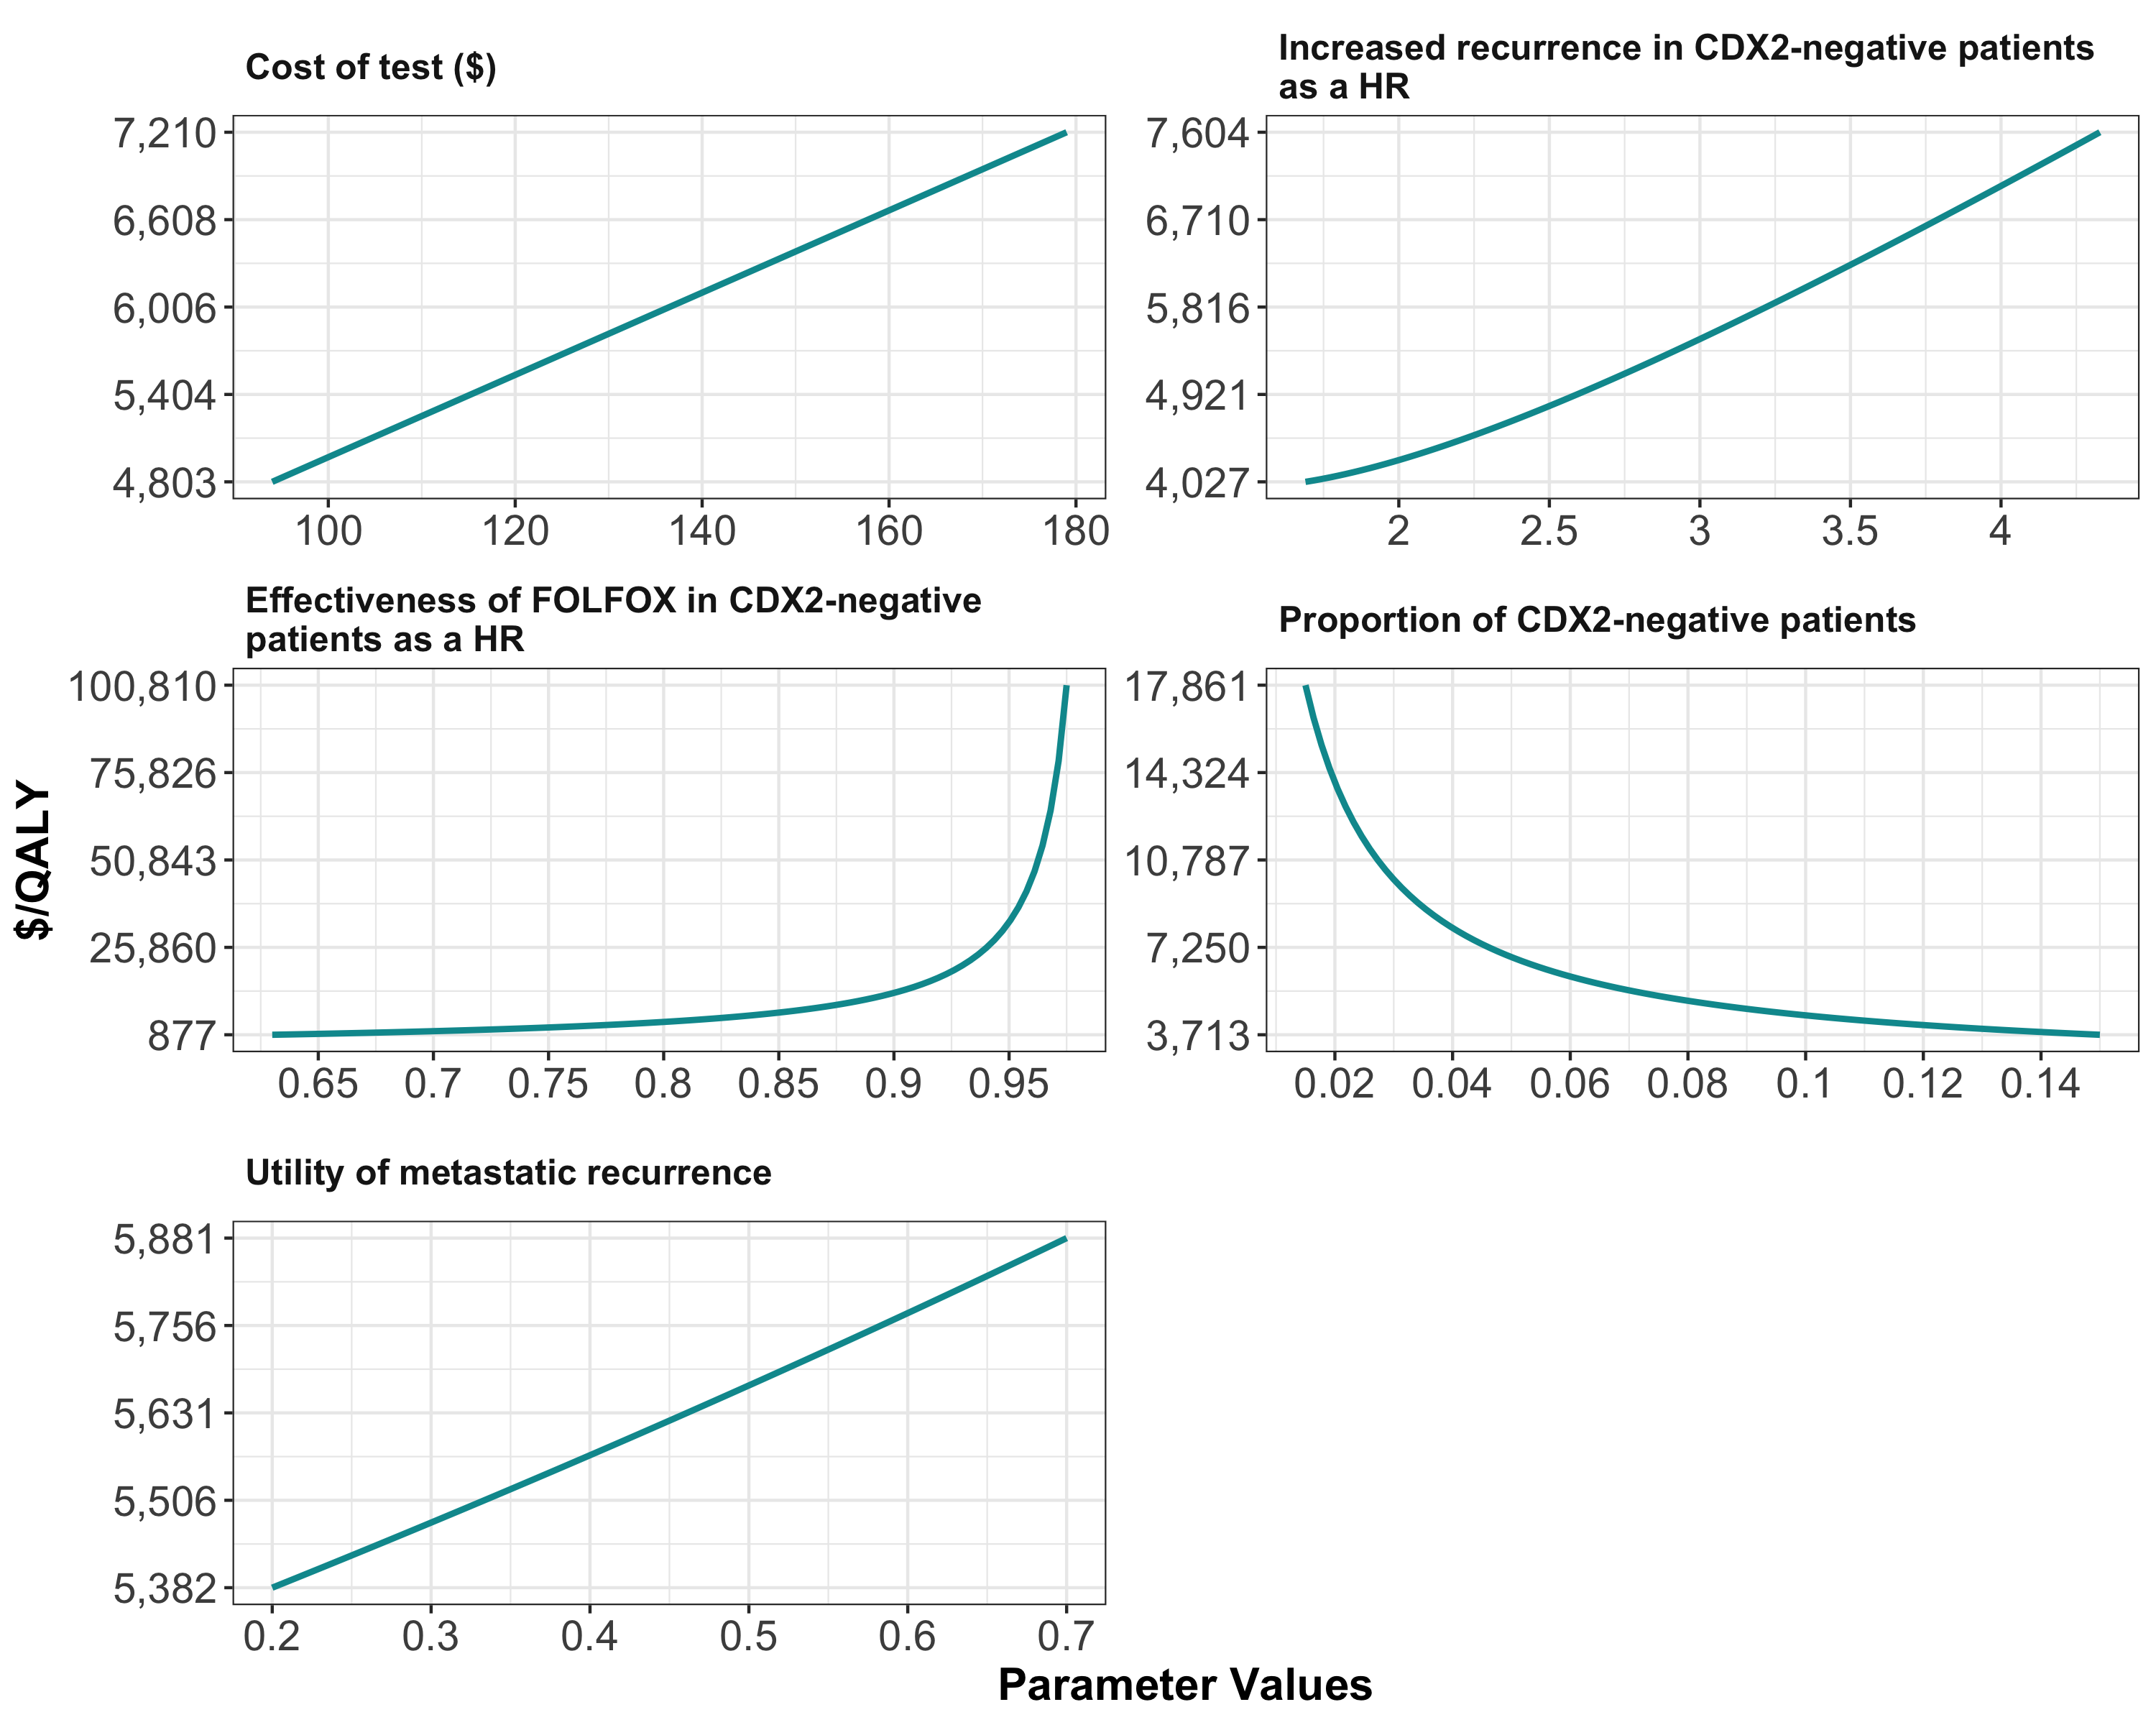 Cost of test ($)
7,210
6,608
6,006
5,404
4,803
100 120 140 160 180
Increased recurrence in CDX2-negative patients
as a HR
7,604
6,710
5,816
4,921
4,027
2 2.5 3 3.5 4
Effectiveness of FOLFOX in CDX2-negative
patients as a HR
100,810
75,826
50,843
25,860
877
0.65 0.7 0.75 0.8 0.85 0.9 0.95
Proportion of CDX2-negative patients
17,861
14,324
10,787
7,250
3,713
0.02 0.04 0.06 0.08 0.1 0.12 0.14
$/QALY
Utility of metastatic recurrence
5,881
5,756
5,631
5,506
5,382
0.2 0.3 0.4 0.5 0.6 0.7
Parameter Values